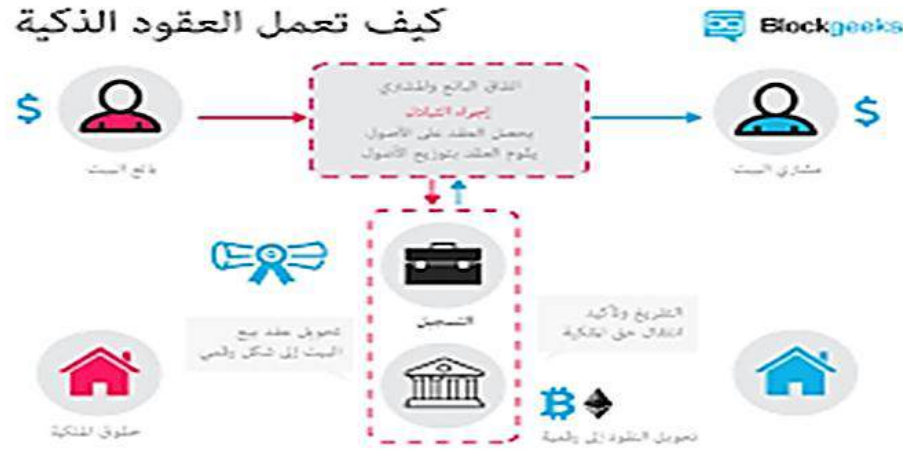 كيف تعمل العقود الذكية
Blockgeeks
اتفاق البائع والمشتري
إجراء التبادل
يحصل العقد على الأصول
يقوم العقد بتوزيع الأصول
$
$
بائع البيت
مشتري البيت
التسجيل
تحويل عقد بيع
البيت إلى شكل رقمي
وتأكيد
انتقال حق الملكية
حقوق الملكية
تحويل النقود إلى رقمية